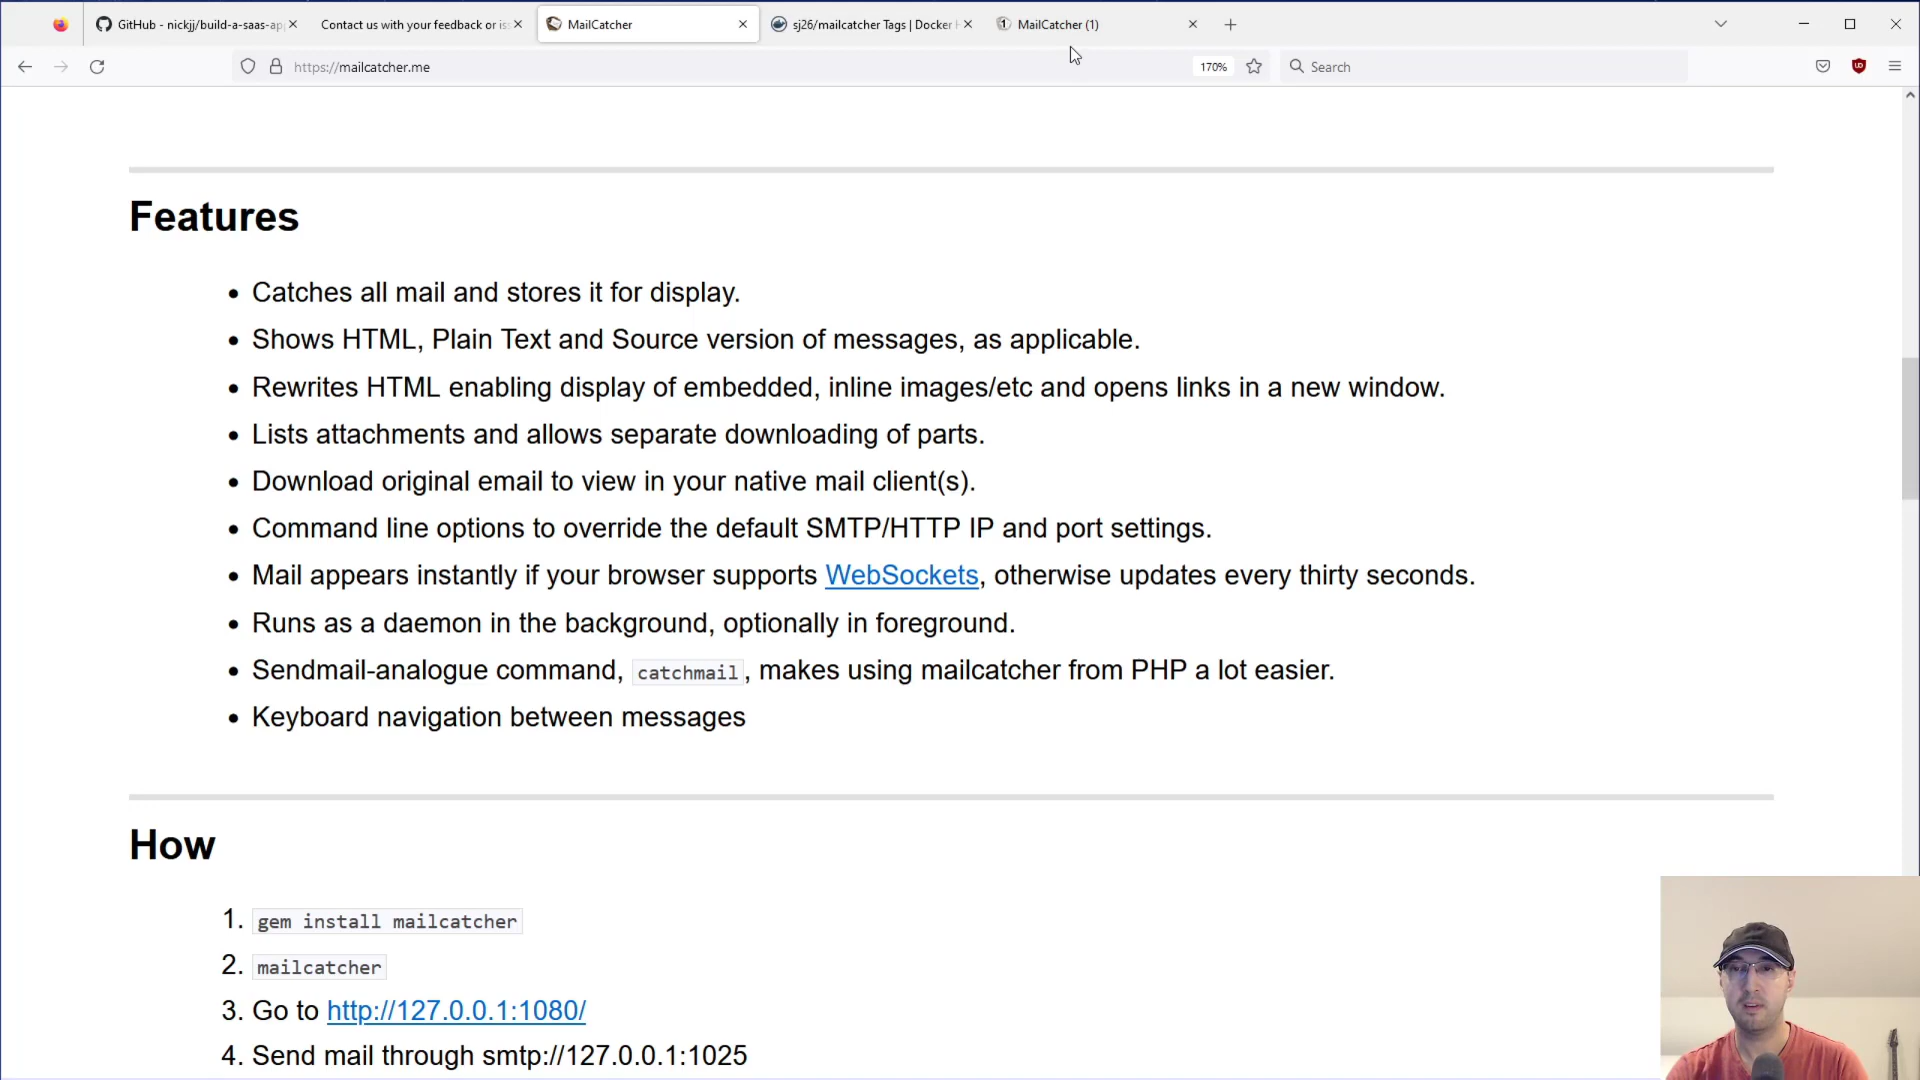 GitHub - nickjj/build-a-saas-ap
Contact us with your feedback or is
MailCatcher
sj26/mailcatcher Tags | Docker
MailCatcher (1)
https://mailcatcher.me
170%
Search
Features
• Catches all mail and stores it for display.
• Shows HTML, Plain Text and Source version of messages, as applicable.
• Rewrites HTML enabling display of embedded, inline images/etc and opens links in a new window.
• Lists attachments and allows separate downloading of parts.
• Download original email to view in your native mail client(s).
• Command line options to override the default SMTP/HTTP IP and port settings.
• Mail appears instantly if your browser supports WebSockets, otherwise updates every thirty seconds.
• Runs as a daemon in the background, optionally in foreground.
• Sendmail-analogue command, catchmail, makes using mailcatcher from PHP a lot easier.
• Keyboard navigation between messages
How
1. gem install mailcatcher
2. mailcatcher
3. Go to http://127.0.0.1:1080/
4. Send mail through smtp://127.0.0.1:1025